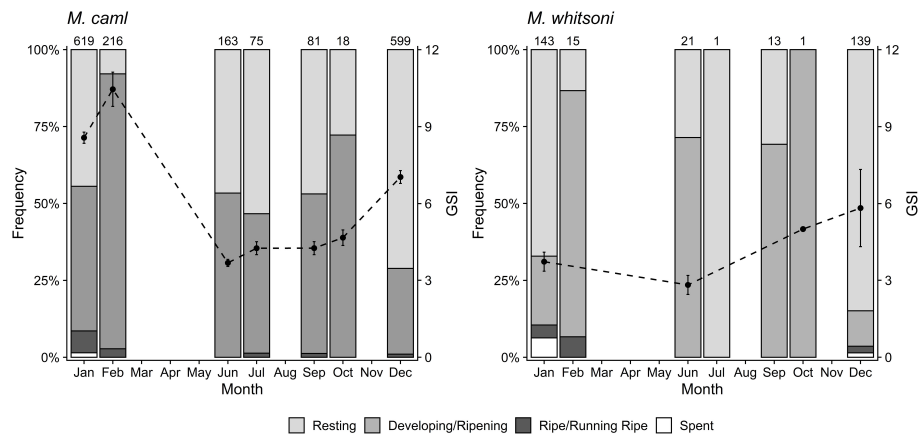 M. caml
M. whitsoni
619 216 163 75 81 18 599
143 15 21 1 13 1 139
100%
75%
50%
25%
0%
Frequency
12
9
6
3
0
GSI
Jan Feb Mar Apr May Jun Jul Aug Sep Oct Nov Dec
Month
100%
75%
50%
25%
0%
Frequency
12
9
6
3
0
GSI
Jan Feb Mar Apr May Jun Jul Aug Sep Oct Nov Dec
Month
Resting Developing/Ripening Ripe/Running Ripe Spent